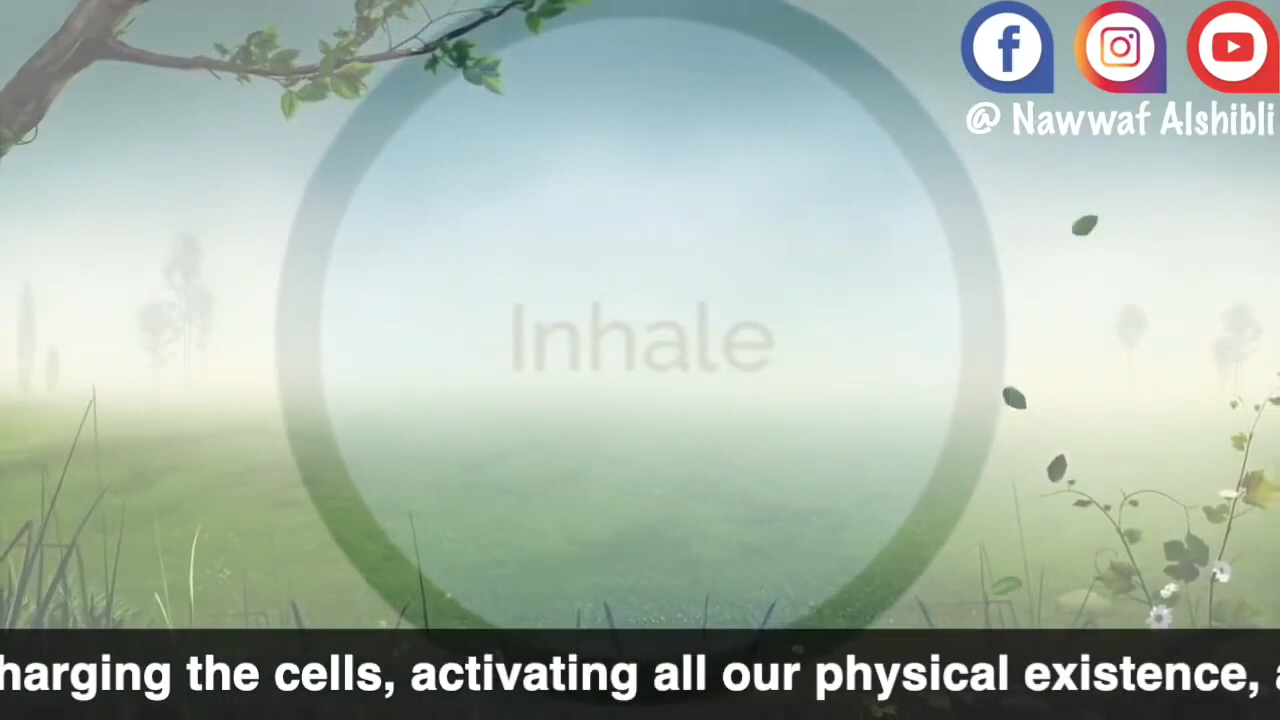 @ Nawwaf Alshibli
Inhale
harging the cells, activating all our physical existence,